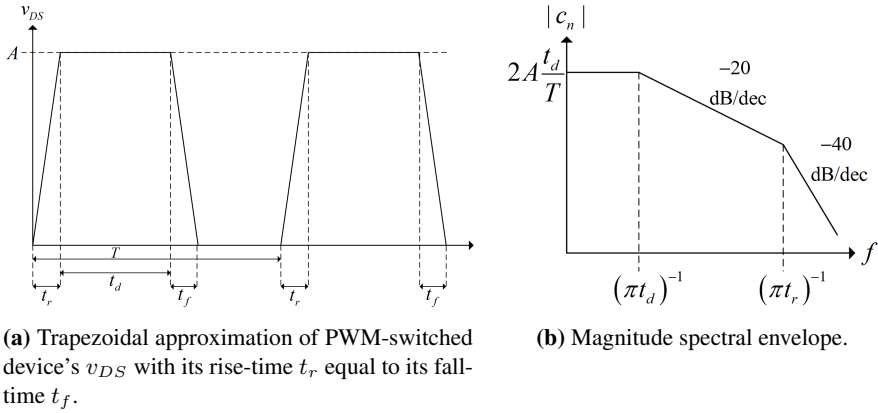 v_DS
A
T
t_d
t_r
t_f
t_r
t_f
(a) Trapezoidal approximation of PWM-switched
device's v_DS with its rise-time t_r equal to its fall-
time t_f.
| c_n |
2A t_d/T
−20
dB/dec
−40
dB/dec
f
(πt_d)^−1
(πt_r)^−1
(b) Magnitude spectral envelope.